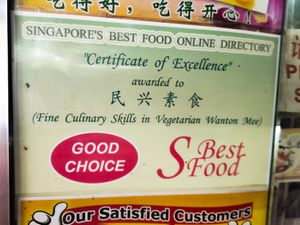 吃得好，吃得开心！
SINGAPORE'S BEST FOOD ONLINE DIRECTORY
"Certificate of Excellence"
awarded to
民兴素食
(Fine Culinary Skills in Vegetarian Wanton Mee)
GOOD
CHOICE
S Best
Food
Our Satisfied Customers